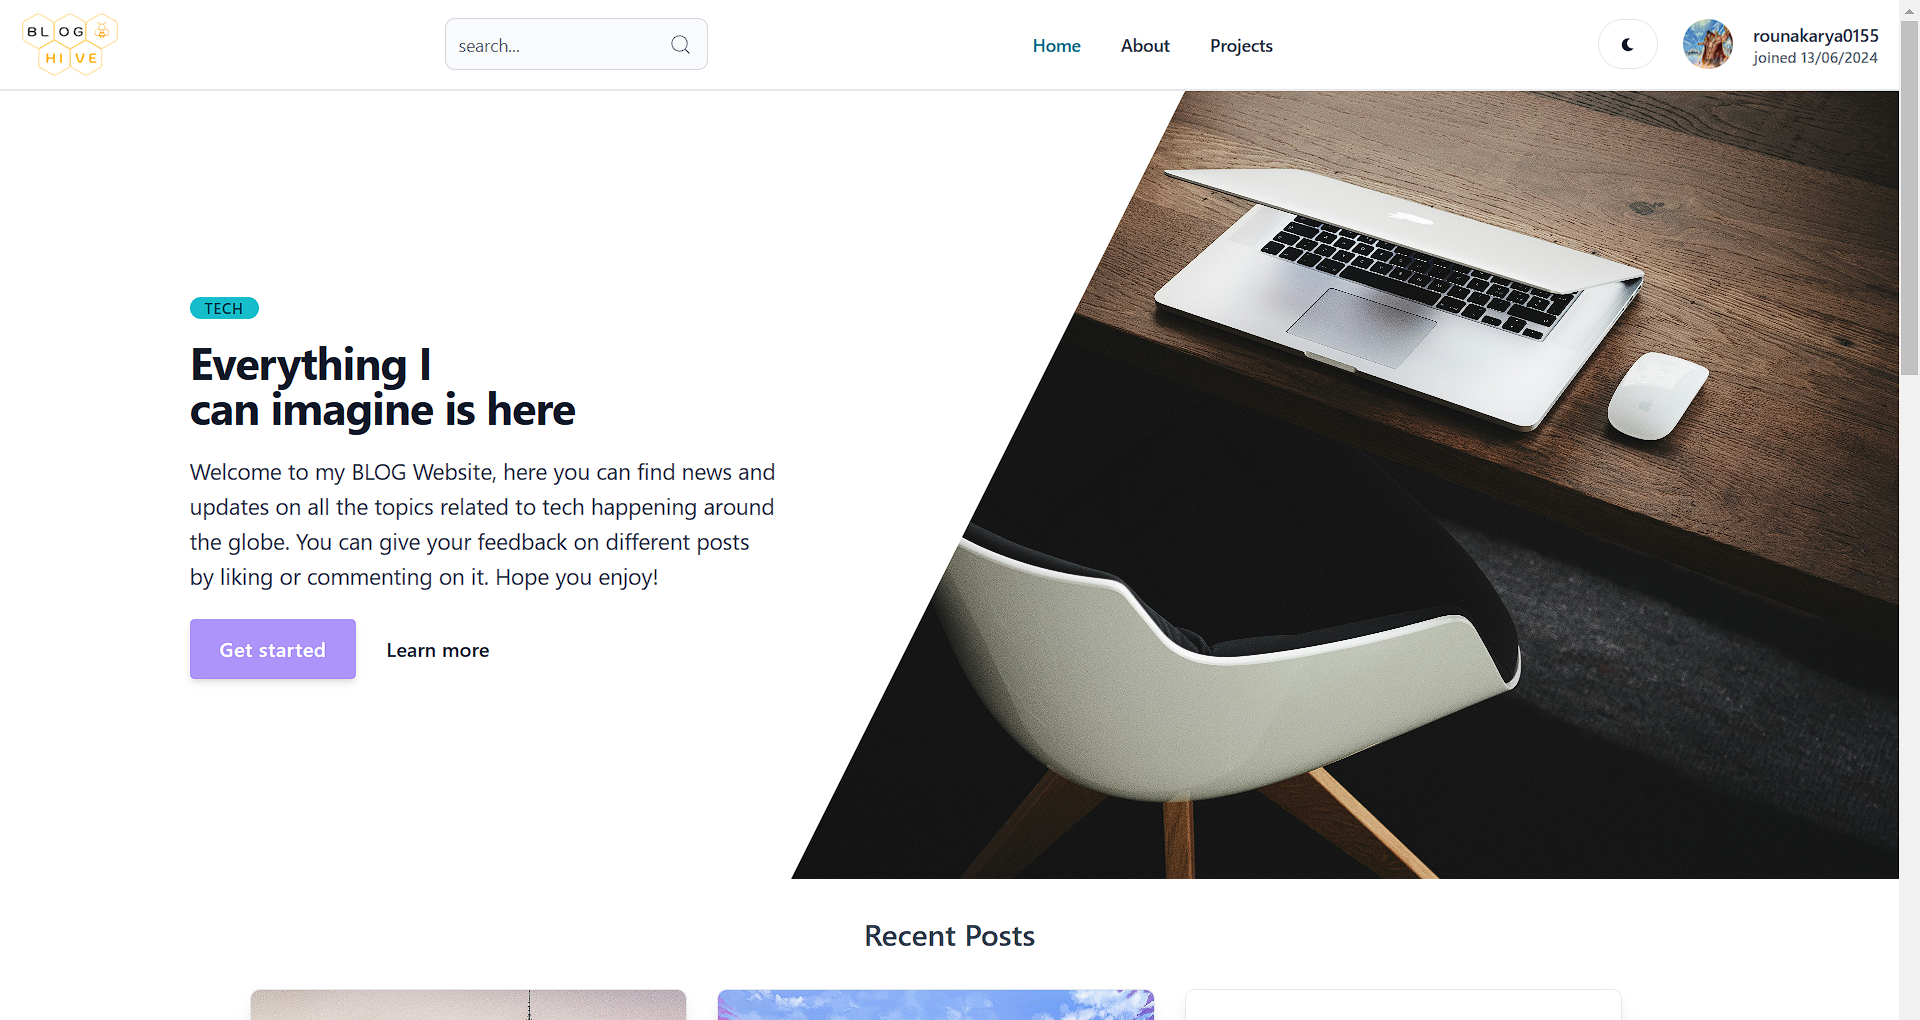 BLOG
HIVE
search...
Home
About
Projects
rounakarya0155
joined 13/06/2024
TECH
Everything I
can imagine is here
Welcome to my BLOG Website, here you can find news and
updates on all the topics related to tech happening around
the globe. You can give your feedback on different posts
by liking or commenting on it. Hope you enjoy!
Get started
Learn more
Recent Posts